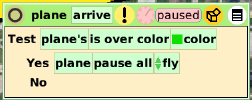 plane arrive ! paused
Test plane's is over color color
Yes plane pause all fly
No